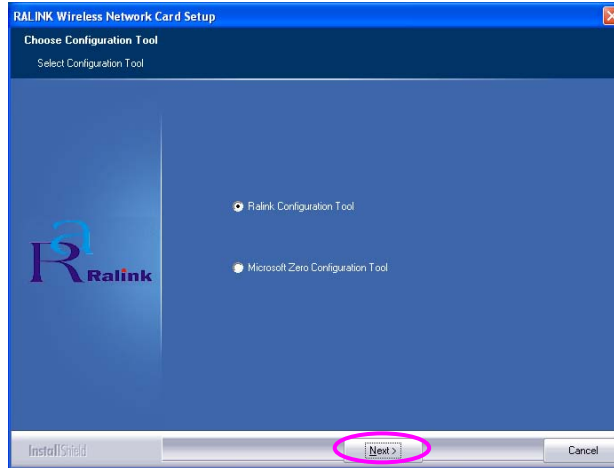 RALINK Wireless Network Card Setup
Choose Configuration Tool
Select Configuration Tool
Ralink Configuration Tool
Microsoft Zero Configuration Tool
Ra
Ralink
InstallShield
Next >
Cancel